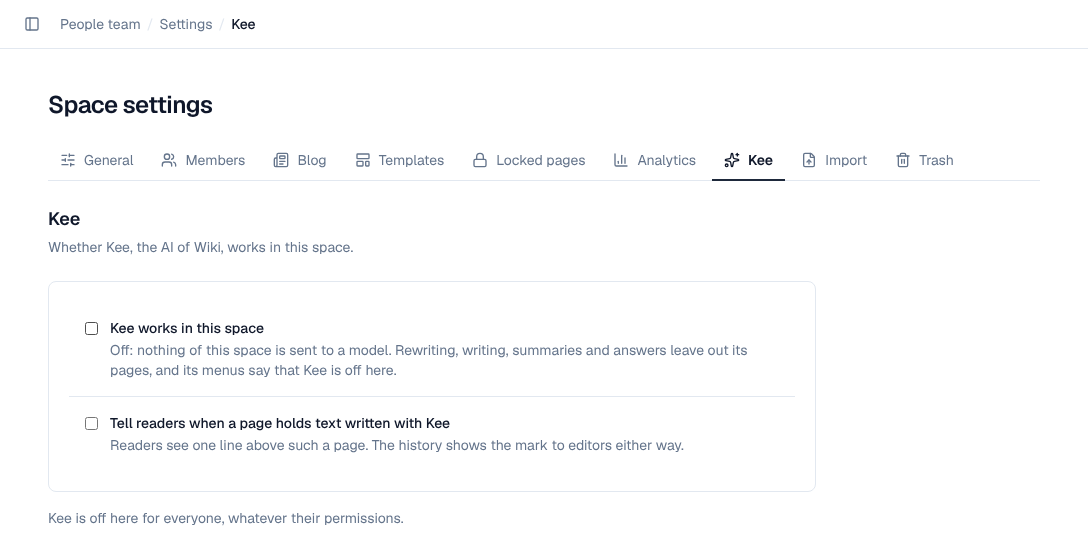 People team / Settings / Kee
Space settings
General Members Blog Templates Locked pages Analytics Kee Import Trash
Kee
Whether Kee, the AI of Wiki, works in this space.
Kee works in this space
Off: nothing of this space is sent to a model. Rewriting, writing, summaries and answers leave out its
pages, and its menus say that Kee is off here.
Tell readers when a page holds text written with Kee
Readers see one line above such a page. The history shows the mark to editors either way.
Kee is off here for everyone, whatever their permissions.